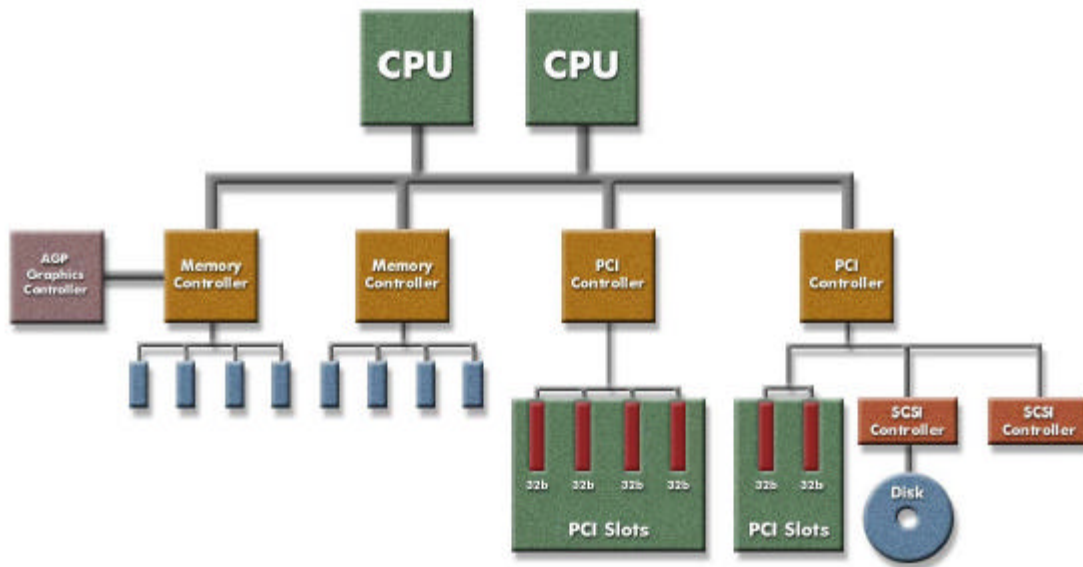 CPU
CPU
AGP
Graphics
Controller
Memory
Controller
Memory
Controller
PCI
Controller
PCI
Controller
SCSI
Controller
SCSI
Controller
32b 32b 32b 32b
PCI Slots
32b 32b
PCI Slots
Disk